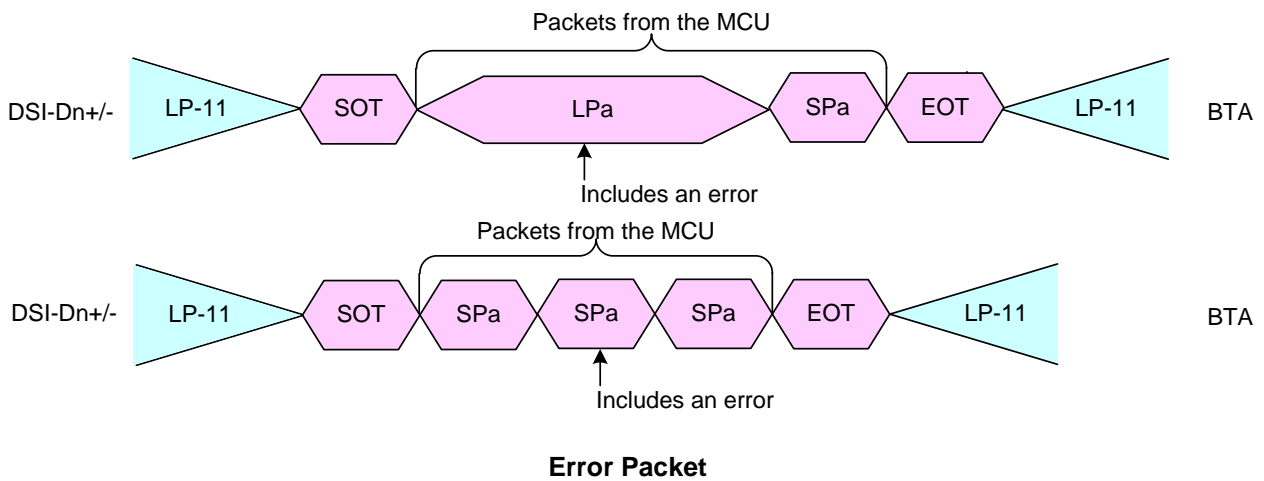 Packets from the MCU
DSI-Dn+/- LP-11 SOT LPa SPa EOT LP-11 BTA
Includes an error
Packets from the MCU
DSI-Dn+/- LP-11 SOT SPa SPa SPa EOT LP-11 BTA
Includes an error
Error Packet